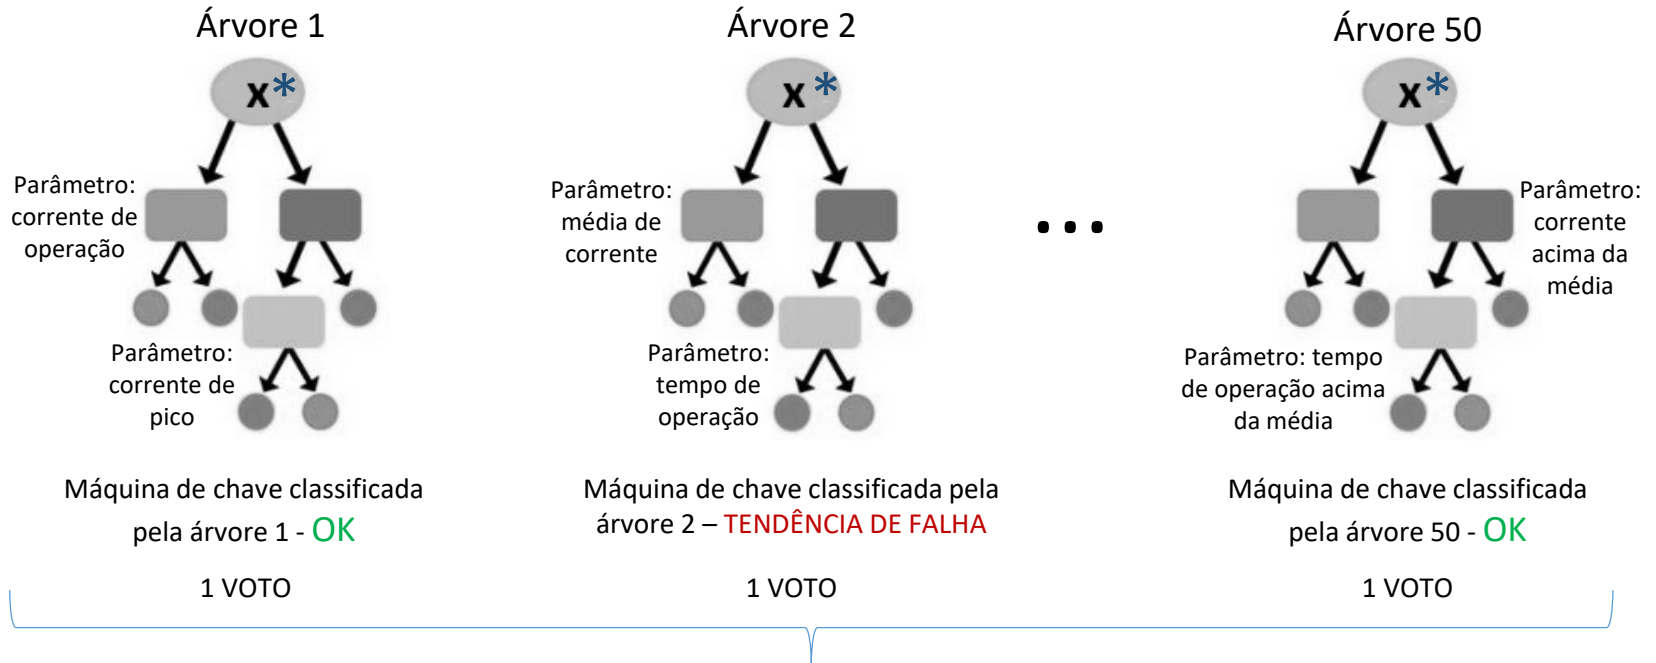 Árvore 1
x*
Parâmetro:
corrente de
operação
Parâmetro:
corrente de
pico
Máquina de chave classificada
pela árvore 1 - OK
1 VOTO
Árvore 2
x*
Parâmetro:
média de
corrente
Parâmetro:
tempo de
operação
Máquina de chave classificada pela
árvore 2 – TENDÊNCIA DE FALHA
1 VOTO
...
Árvore 50
x*
Parâmetro:
corrente
acima da
média
Parâmetro: tempo
de operação acima
da média
Máquina de chave classificada
pela árvore 50 - OK
1 VOTO